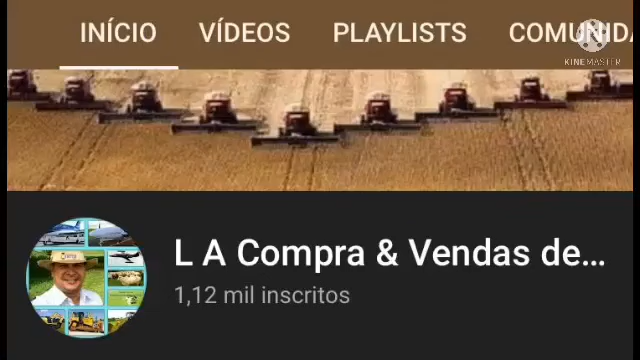 INÍCIO VÍDEOS PLAYLISTS COMUNIDA
KINEMASTER
L A Compra & Vendas de...
1,12 mil inscritos